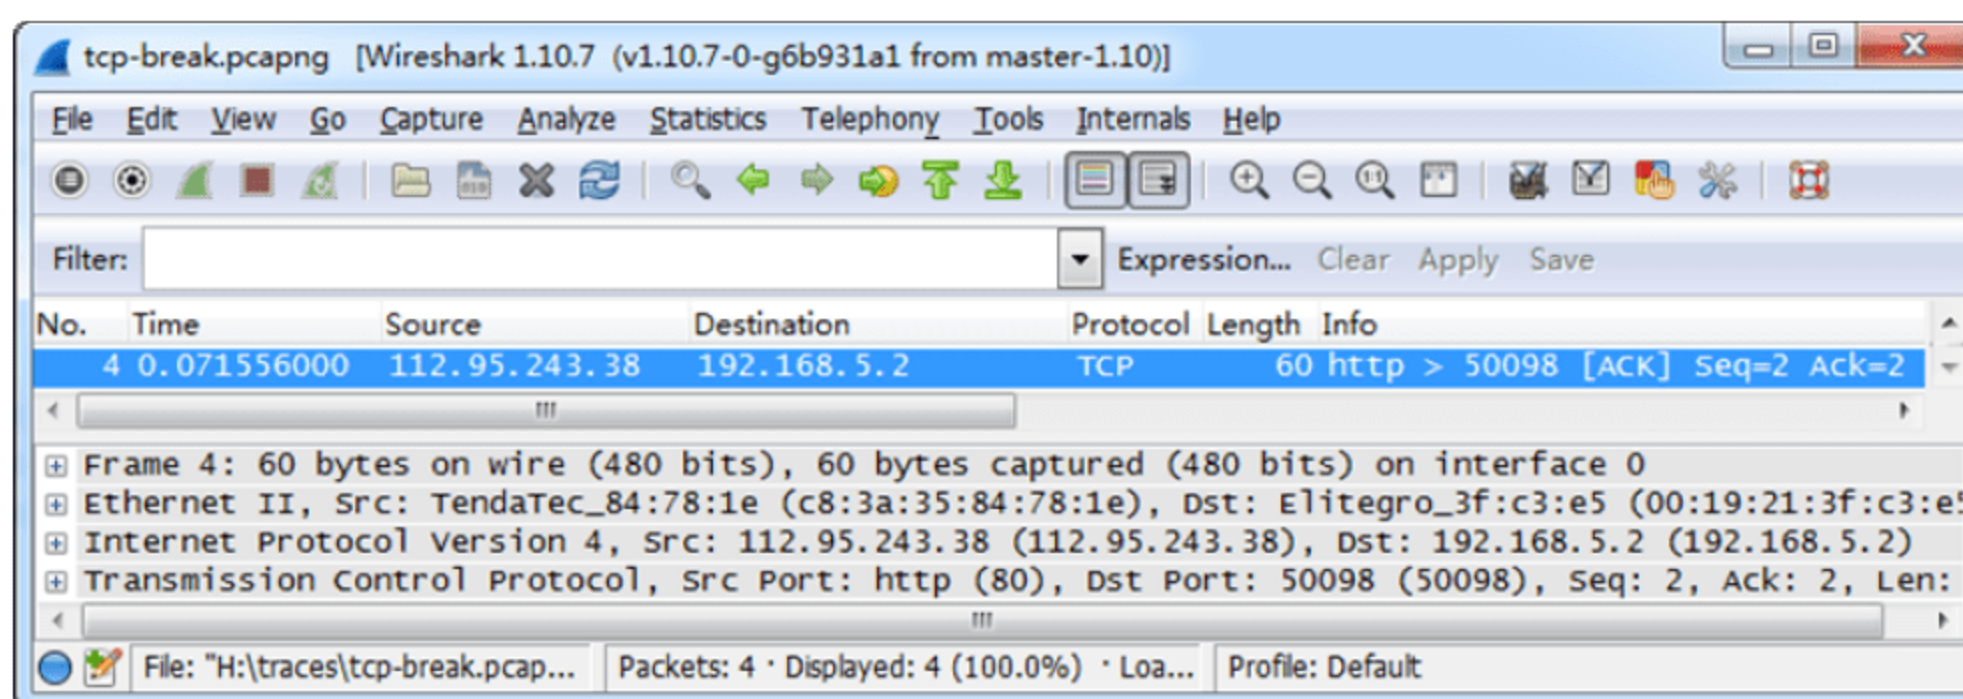 tcp-break.pcapng [Wireshark 1.10.7 (v1.10.7-0-g6b931a1 from master-1.10)]
File Edit View Go Capture Analyze Statistics Telephony Tools Internals Help
Filter: Expression... Clear Apply Save
No. Time Source Destination Protocol Length Info
4 0.071556000 112.95.243.38 192.168.5.2 TCP 60 http > 50098 [ACK] Seq=2 Ack=2
Frame 4: 60 bytes on wire (480 bits), 60 bytes captured (480 bits) on interface 0
Ethernet II, Src: TendaTec_84:78:1e (c8:3a:35:84:78:1e), Dst: Elitegro_3f:c3:e5 (00:19:21:3f:c3:e5
Internet Protocol Version 4, Src: 112.95.243.38 (112.95.243.38), Dst: 192.168.5.2 (192.168.5.2)
Transmission Control Protocol, Src Port: http (80), Dst Port: 50098 (50098), Seq: 2, Ack: 2, Len:
File: "H:\traces\tcp-break.pcap... Packets: 4 · Displayed: 4 (100.0%) · Loa... Profile: Default